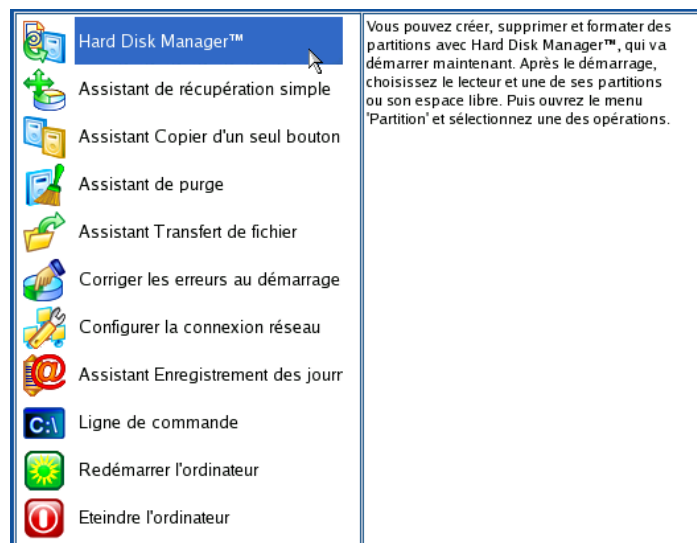 Hard Disk Manager™
Assistant de récupération simple
Assistant Copier d'un seul bouton
Assistant de purge
Assistant Transfert de fichier
Corriger les erreurs au démarrage
Configurer la connexion réseau
Assistant Enregistrement des jourr
C:\ Ligne de commande
Redémarrer l'ordinateur
Eteindre l'ordinateur
Vous pouvez créer, supprimer et formater des
partitions avec Hard Disk Manager™, qui va
démarrer maintenant. Après le démarrage,
choisissez le lecteur et une de ses partitions
ou son espace libre. Puis ouvrez le menu
'Partition' et sélectionnez une des opérations.